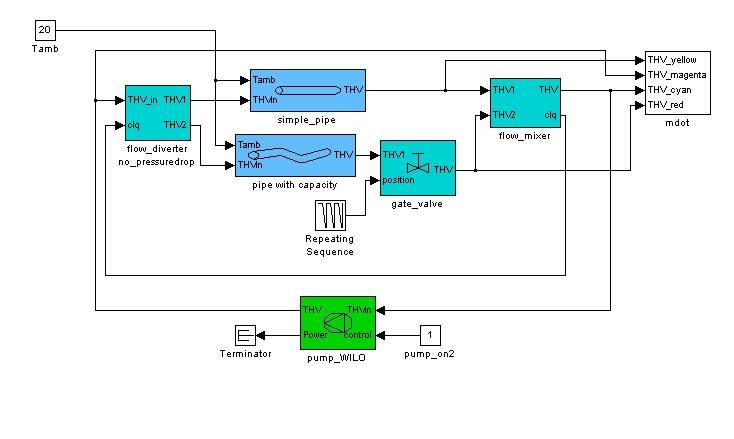 20
Tamb
THV_in
THV1
clq
THV2
flow_diverter
no_pressuredrop
Tamb
THVin
THV
simple_pipe
Tamb
THVin
THV
pipe with capacity
THV1
position
THV
gate_valve
Repeating
Sequence
THV1
THV
THV2
clq
flow_mixer
THV_yellow
THV_magenta
THV_cyan
THV_red
mdot
THV
THVin
Power
control
pump_WILO
Terminator
1
pump_on2